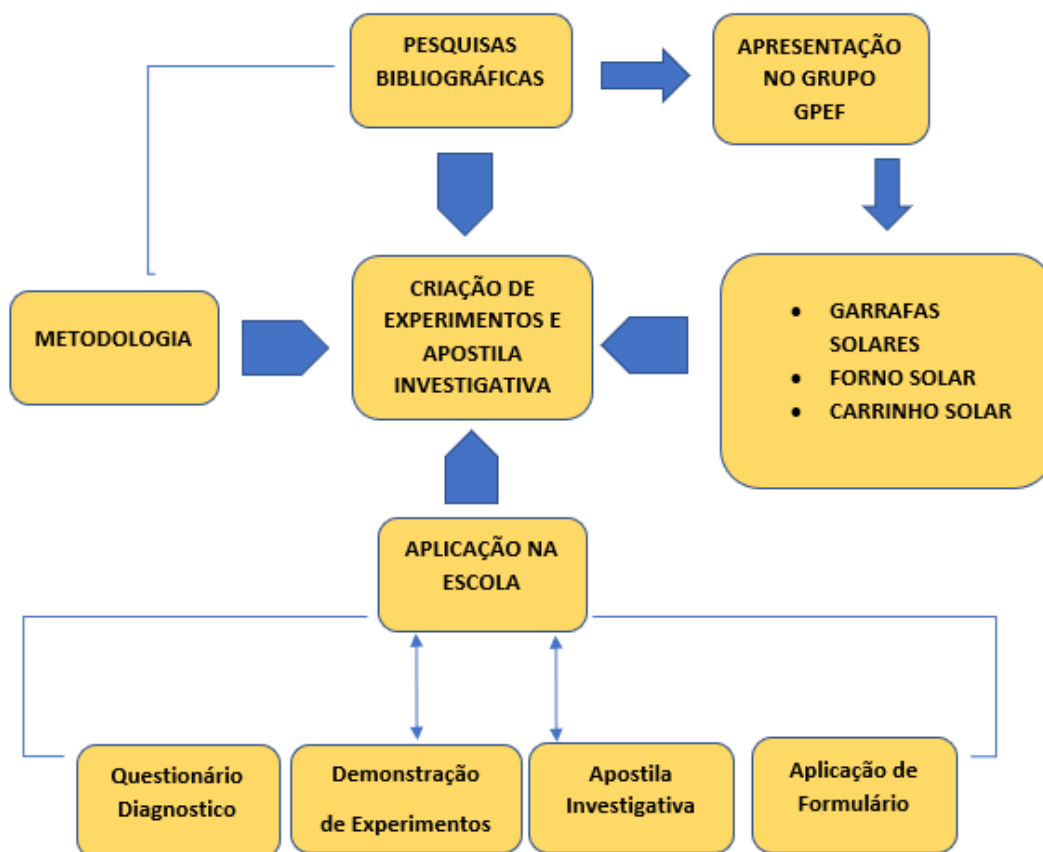 PESQUISAS
BIBLIOGRÁFICAS
APRESENTAÇÃO
NO GRUPO
GPEF
METODOLOGIA
CRIAÇÃO DE
EXPERIMENTOS E
APOSTILA
INVESTIGATIVA
• GARRAFAS
SOLARES
• FORNO SOLAR
• CARRINHO SOLAR
APLICAÇÃO NA
ESCOLA
Questionário
Diagnostico
Demonstração
de Experimentos
Apostila
Investigativa
Aplicação de
Formulário